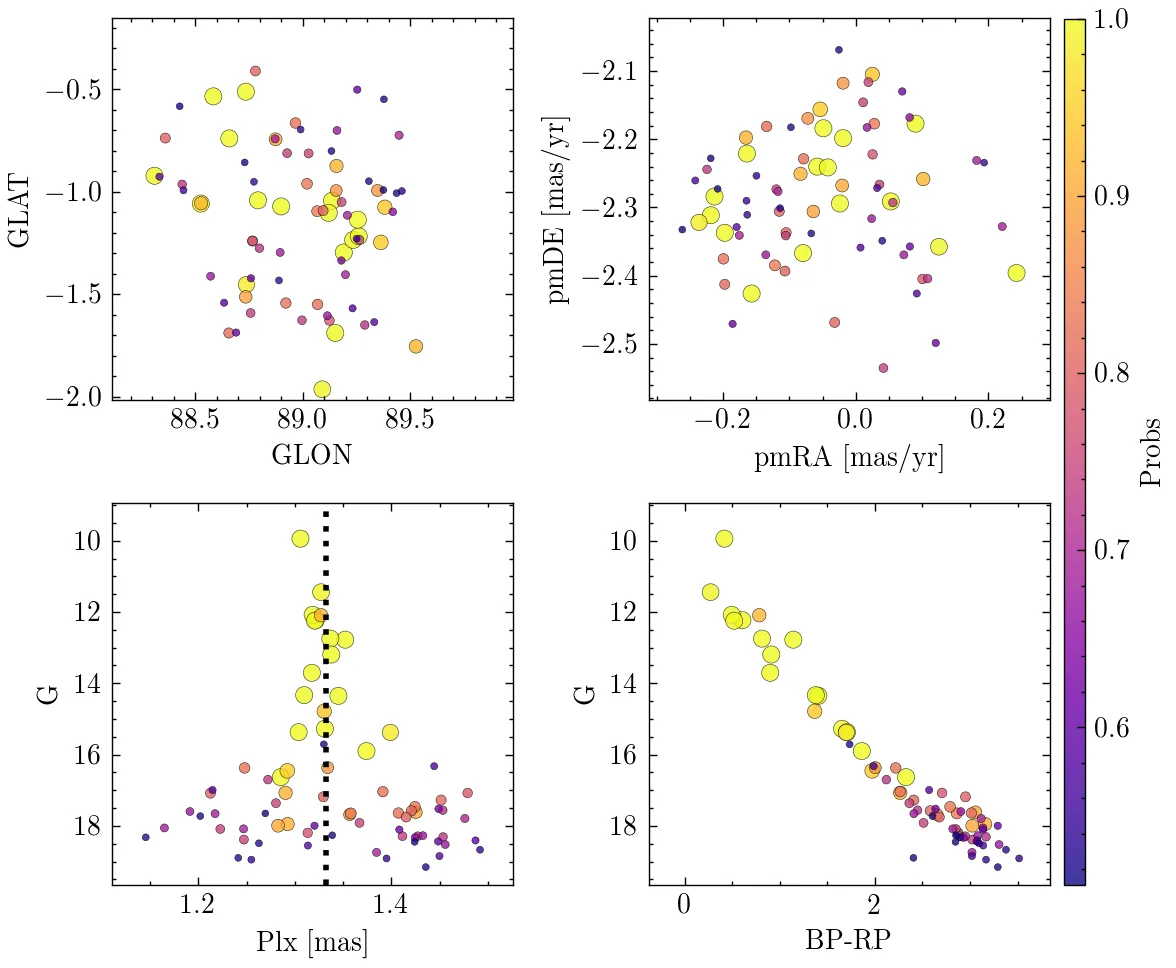 −0.5
−1.0
−1.5
−2.0
GLAT
88.5 89.0 89.5
GLON
−2.1
−2.2
−2.3
−2.4
−2.5
pmDE [mas/yr]
−0.2 0.0 0.2
pmRA [mas/yr]
1.0
0.9
0.8
0.7
0.6
Probs
10
12
14
16
18
G
1.2 1.4
Plx [mas]
10
12
14
16
18
G
0 2
BP-RP